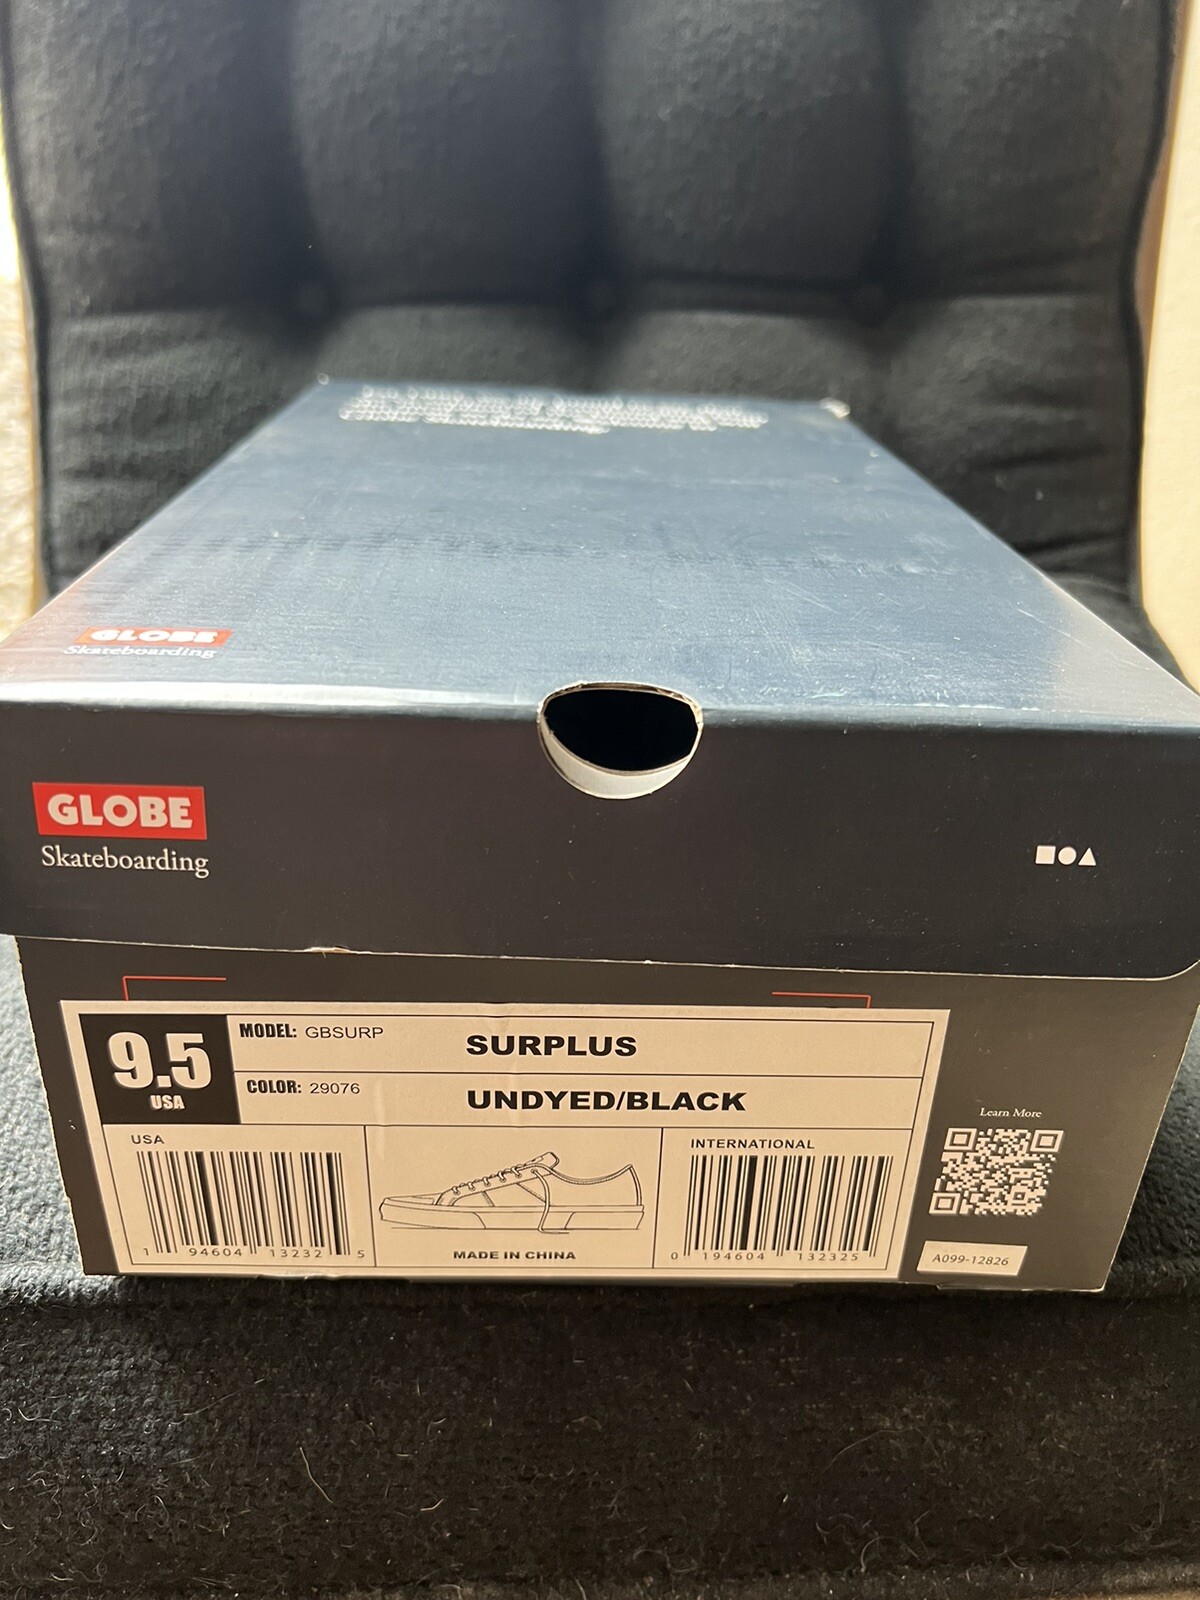 GLOBE
Skateboarding
GLOBE
Skateboarding
9.5
USA
MODEL: GBSURP
SURPLUS
COLOR: 29076
UNDYED/BLACK
USA
1 94604 13232 5
MADE IN CHINA
INTERNATIONAL
0 194604 132325
Learn More
A099-12826